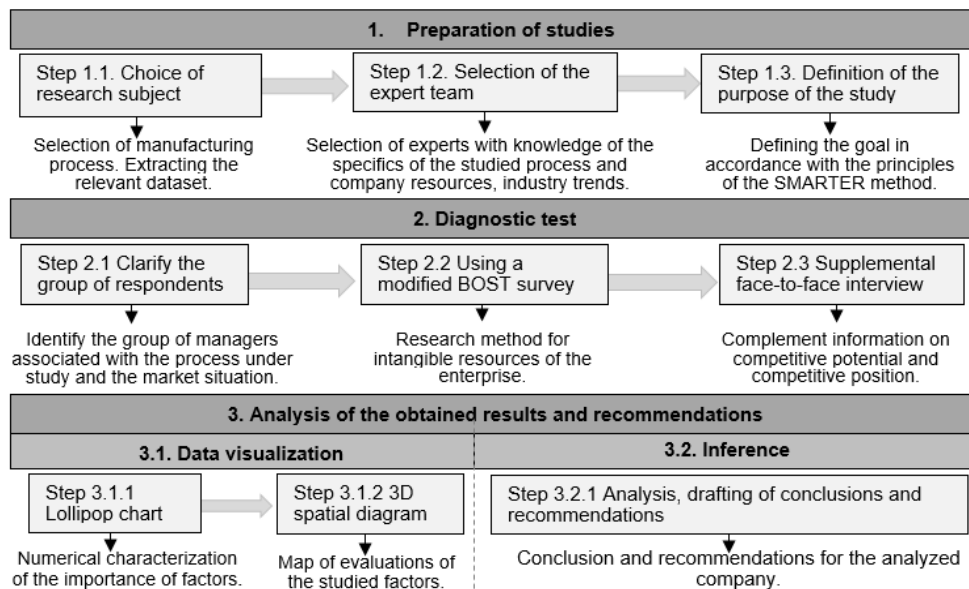 1. Preparation of studies
Step 1.1. Choice of
research subject
Step 1.2. Selection of the
expert team
Step 1.3. Definition of the
purpose of the study
Selection of manufacturing
process. Extracting the
relevant dataset.
Selection of experts with knowledge of the
specifics of the studied process and
company resources, industry trends.
Defining the goal in
accordance with the principles
of the SMARTER method.
2. Diagnostic test
Step 2.1 Clarify the
group of respondents
Step 2.2 Using a
modified BOST survey
Step 2.3 Supplemental
face-to-face interview
Identify the group of managers
associated with the process under
study and the market situation.
Research method for
intangible resources of the
enterprise.
Complement information on
competitive potential and
competitive position.
3. Analysis of the obtained results and recommendations
3.1. Data visualization
3.2. Inference
Step 3.1.1
Lollipop chart
Step 3.1.2 3D
spatial diagram
Step 3.2.1 Analysis, drafting of conclusions and
recommendations
Numerical characterization
of the importance of factors.
Map of evaluations of
the studied factors.
Conclusion and recommendations for the analyzed
company.